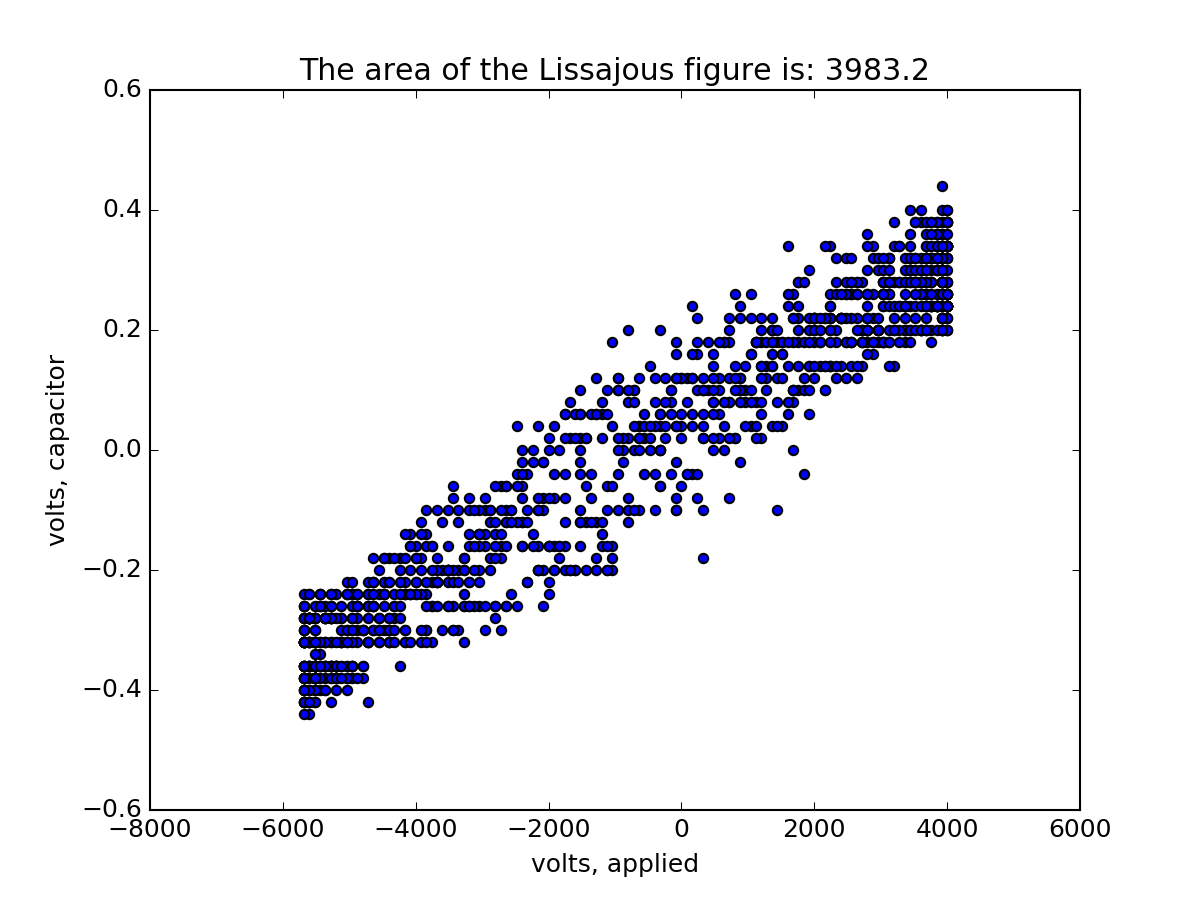 The area of the Lissajous figure is: 3983.2
0.6
0.4
0.2
0.0
−0.2
−0.4
−0.6
volts, capacitor
−8000 −6000 −4000 −2000 0 2000 4000 6000
volts, applied